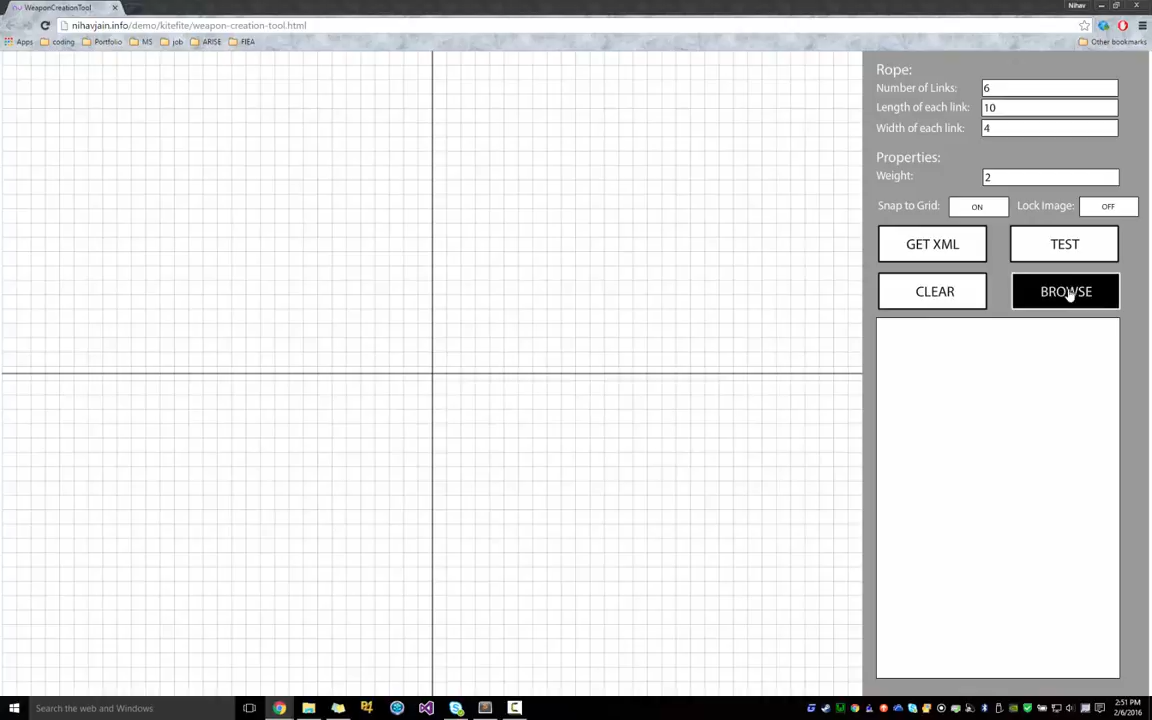 WeaponCreationTool
Nihav
nihavjain.info/demo/kitefite/weapon-creation-tool.html
Apps coding Portfolio MS job ARISE FIEA Other bookmarks
Rope:
Number of Links: 6
Length of each link: 10
Width of each link: 4
Properties:
Weight: 2
Snap to Grid: ON Lock Image: OFF
GET XML TEST
CLEAR BROWSE
Search the web and Windows
2:51 PM
2/6/2016